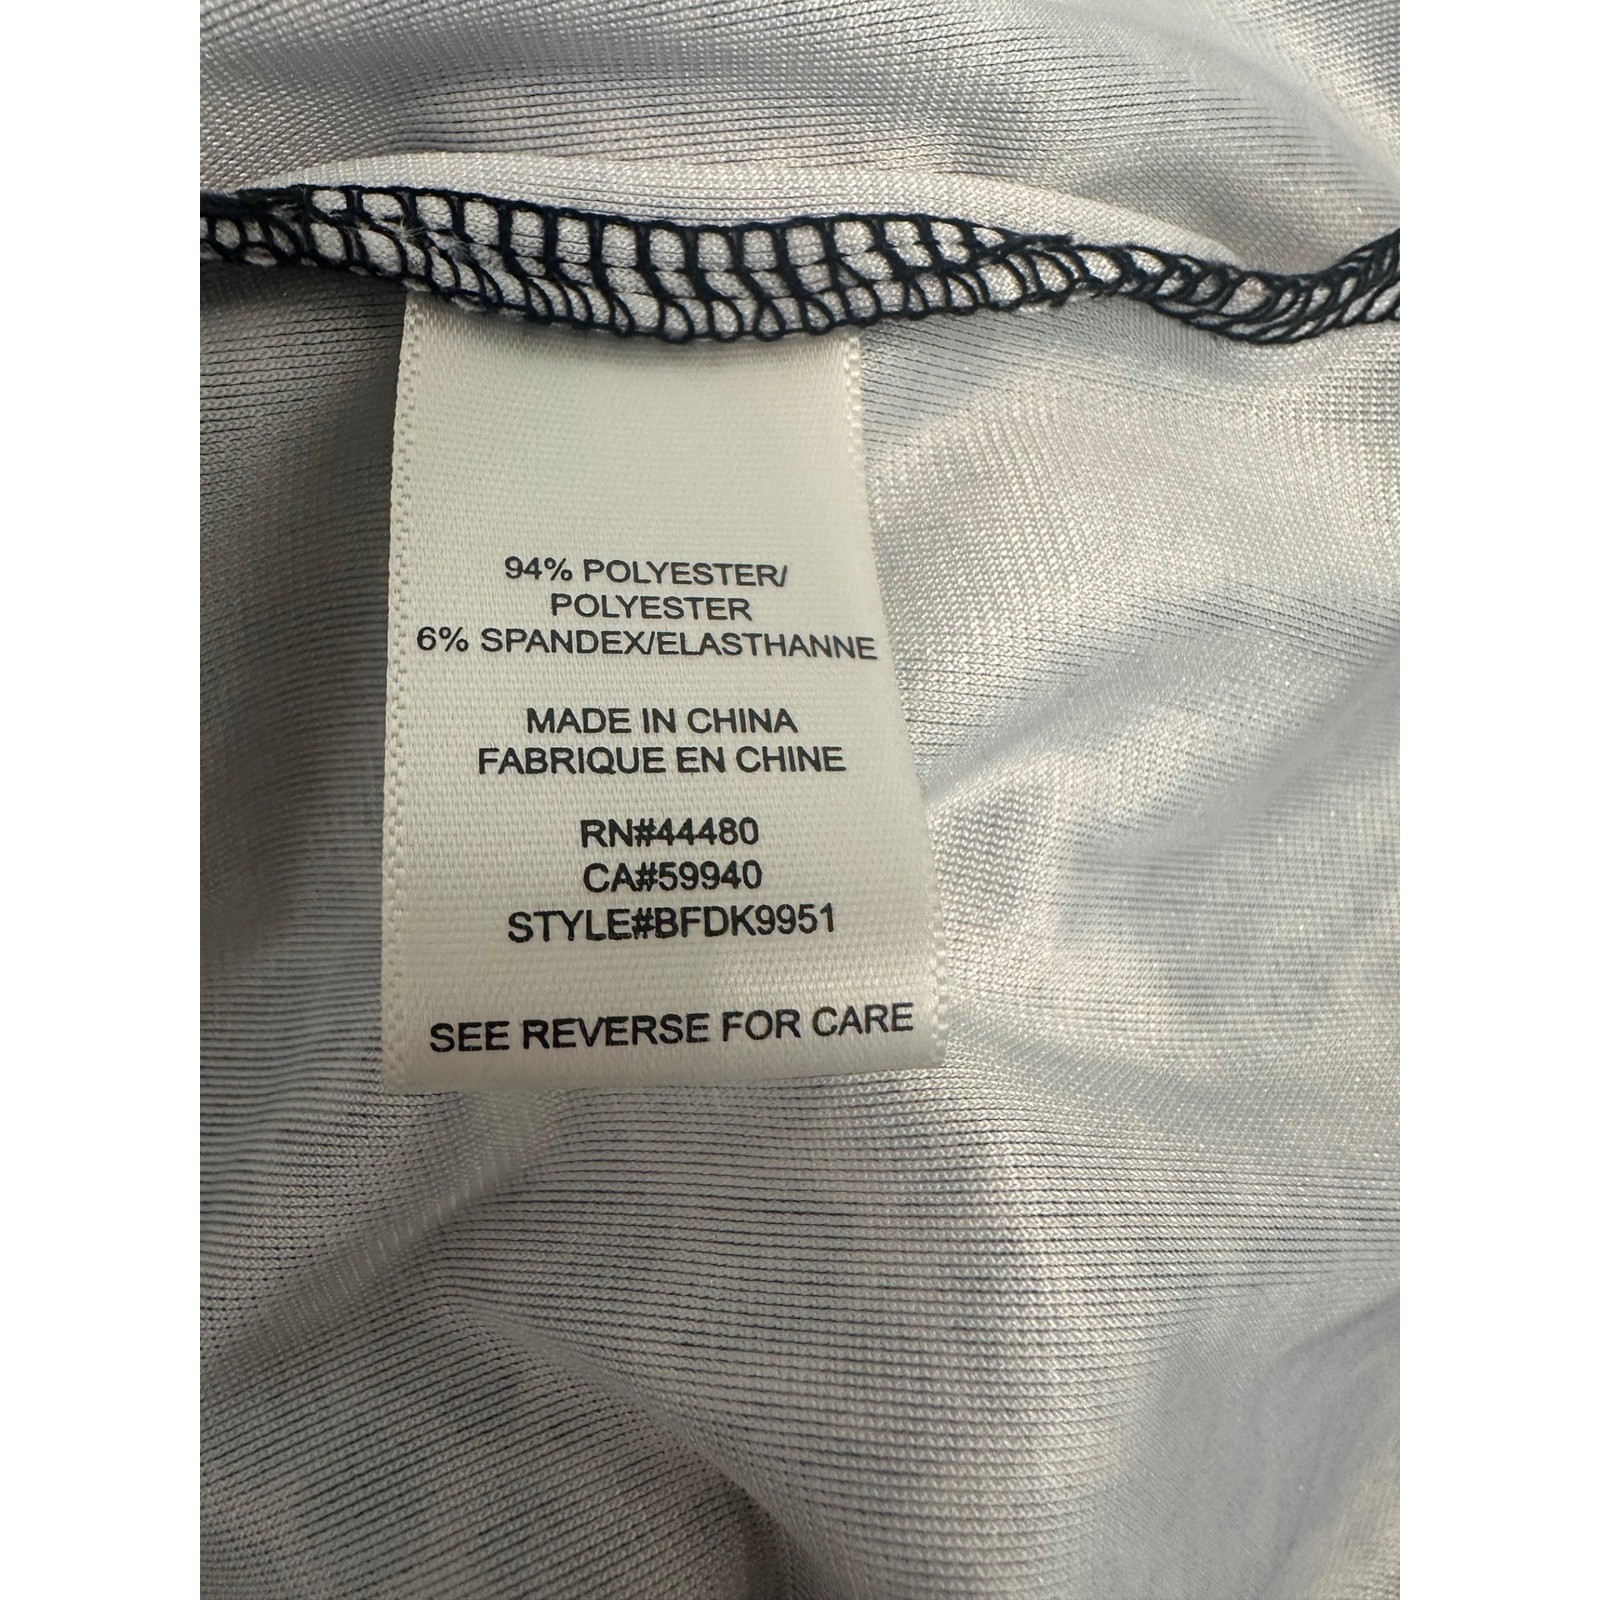 94% POLYESTER/
POLYESTER
6% SPANDEX/ELASTHANNE
MADE IN CHINA
FABRIQUE EN CHINE
RN#44480
CA#59940
STYLE#BFDK9951
SEE REVERSE FOR CARE